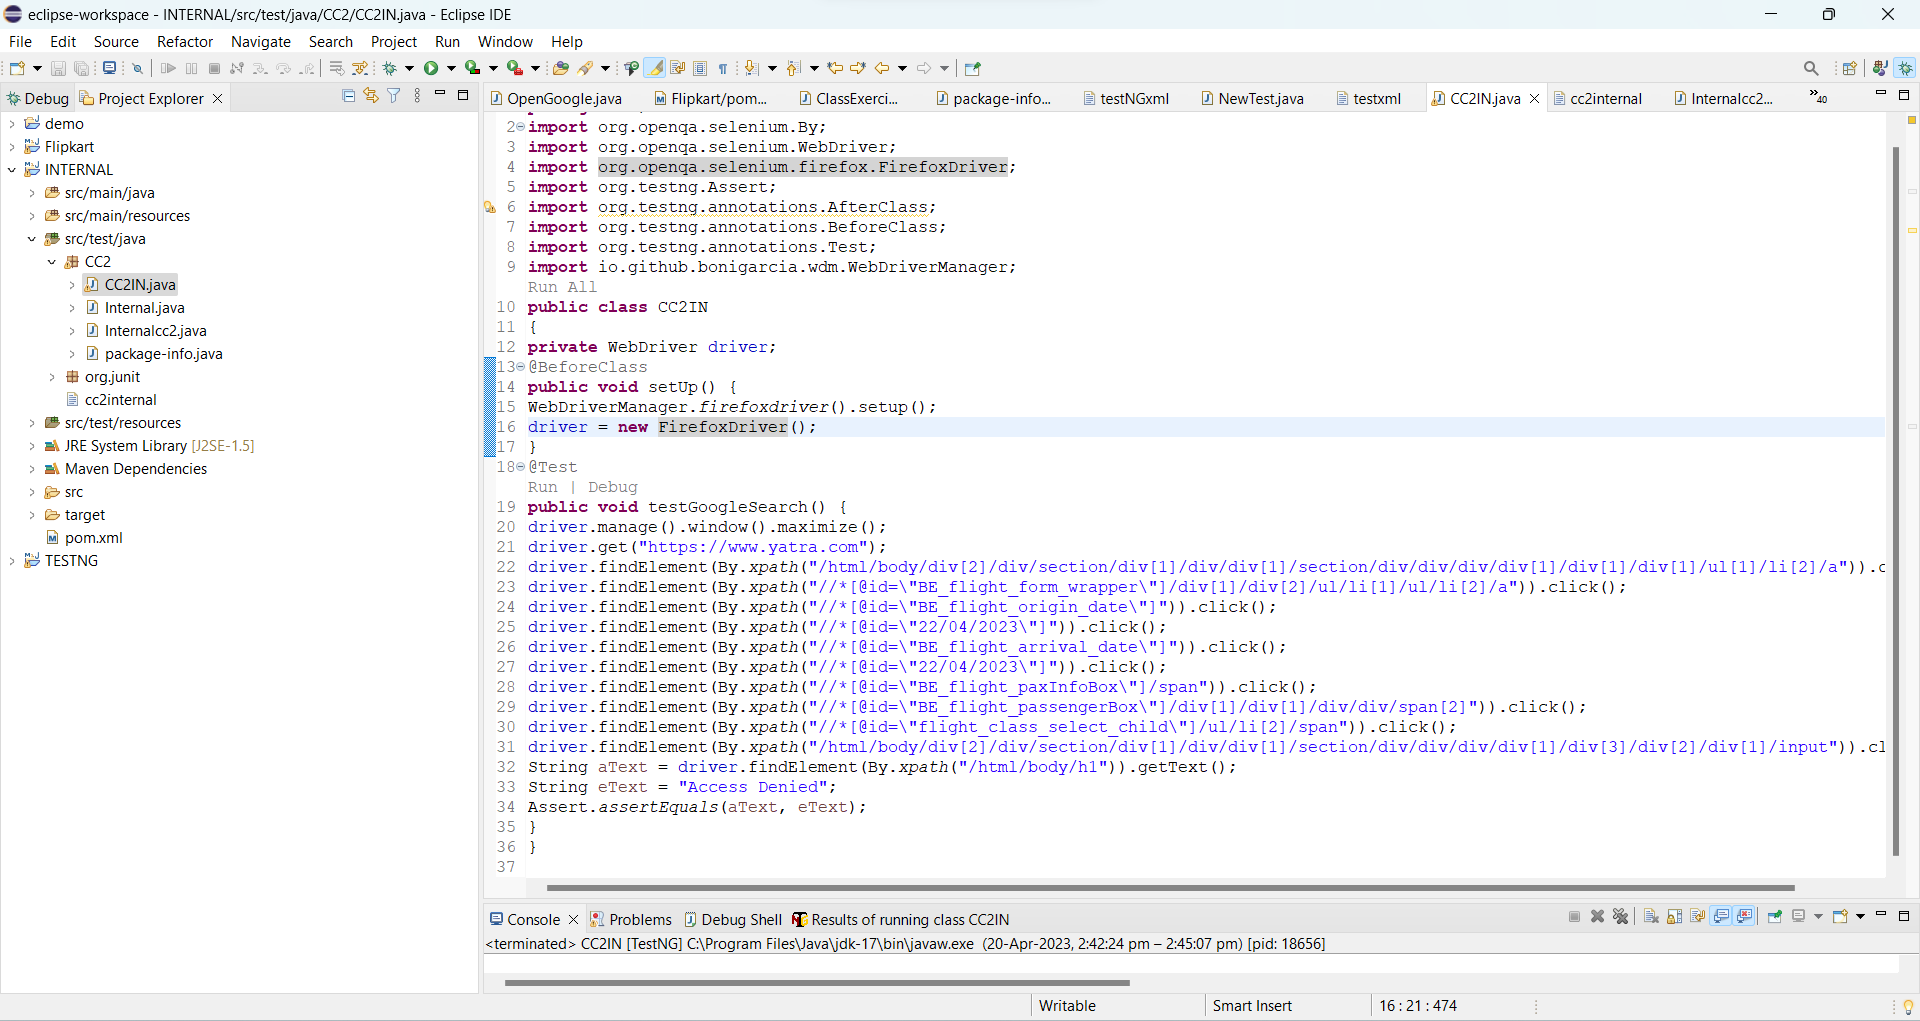 eclipse-workspace - INTERNAL/src/test/java/CC2/CC2IN.java - Eclipse IDE
File Edit Source Refactor Navigate Search Project Run Window Help
Debug Project Explorer
OpenGoogle.java Flipkart/pom... ClassExerci... package-info... testNGxml NewTest.java testxml CC2IN.java cc2internal Internalcc2... »40
demo
Flipkart
INTERNAL
src/main/java
src/main/resources
src/test/java
CC2
CC2IN.java
Internal.java
Internalcc2.java
package-info.java
org.junit
cc2internal
src/test/resources
JRE System Library [J2SE-1.5]
Maven Dependencies
src
target
pom.xml
TESTNG
2 import org.openqa.selenium.By;
3 import org.openqa.selenium.WebDriver;
4 import org.openqa.selenium.firefox.FirefoxDriver;
5 import org.testng.Assert;
6 import org.testng.annotations.AfterClass;
7 import org.testng.annotations.BeforeClass;
8 import org.testng.annotations.Test;
9 import io.github.bonigarcia.wdm.WebDriverManager;
Run All
10 public class CC2IN
11 {
12 private WebDriver driver;
13 @BeforeClass
14 public void setUp() {
15 WebDriverManager.firefoxdriver().setup();
16 driver = new FirefoxDriver();
17 }
18 @Test
Run | Debug
19 public void testGoogleSearch() {
20 driver.manage().window().maximize();
21 driver.get("https://www.yatra.com");
22 driver.findElement(By.xpath("/html/body/div[2]/div/section/div[1]/div/div[1]/section/div/div/div/div[1]/div[1]/div[1]/ul[1]/li[2]/a")).c
23 driver.findElement(By.xpath("//*[@id=\"BE_flight_form_wrapper\"]/div[1]/div[2]/ul/li[1]/ul/li[2]/a")).click();
24 driver.findElement(By.xpath("//*[@id=\"BE_flight_origin_date\"]")).click();
25 driver.findElement(By.xpath("//*[@id=\"22/04/2023\"]")).click();
26 driver.findElement(By.xpath("//*[@id=\"BE_flight_arrival_date\"]")).click();
27 driver.findElement(By.xpath("//*[@id=\"22/04/2023\"]")).click();
28 driver.findElement(By.xpath("//*[@id=\"BE_flight_paxInfoBox\"]/span")).click();
29 driver.findElement(By.xpath("//*[@id=\"BE_flight_passengerBox\"]/div[1]/div[1]/div/div/span[2]")).click();
30 driver.findElement(By.xpath("//*[@id=\"flight_class_select_child\"]/ul/li[2]/span")).click();
31 driver.findElement(By.xpath("/html/body/div[2]/div/section/div[1]/div/div[1]/section/div/div/div/div[1]/div[3]/div[2]/div[1]/input")).cl
32 String aText = driver.findElement(By.xpath("/html/body/h1")).getText();
33 String eText = "Access Denied";
34 Assert.assertEquals(aText, eText);
35 }
36 }
37
Console Problems Debug Shell Results of running class CC2IN
<terminated> CC2IN [TestNG] C:\Program Files\Java\jdk-17\bin\javaw.exe (20-Apr-2023, 2:42:24 pm – 2:45:07 pm) [pid: 18656]
Writable Smart Insert 16 : 21 : 474